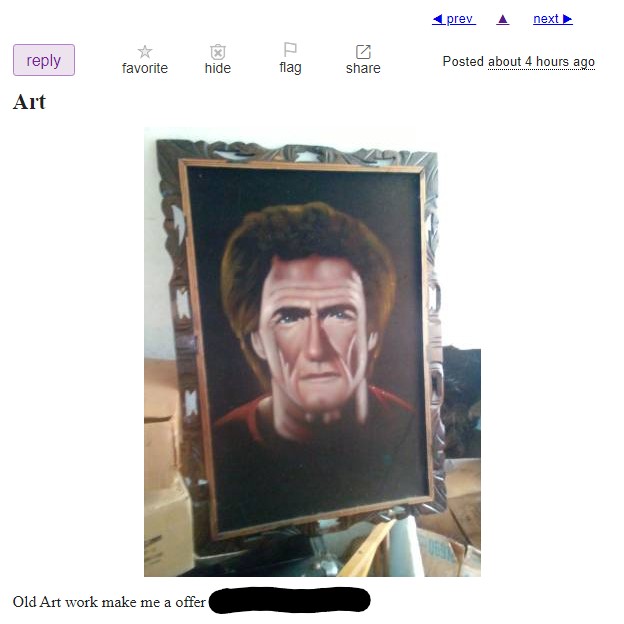 ◀ prev ▲ next ▶
reply favorite hide flag share Posted about 4 hours ago
Art
Old Art work make me a offer